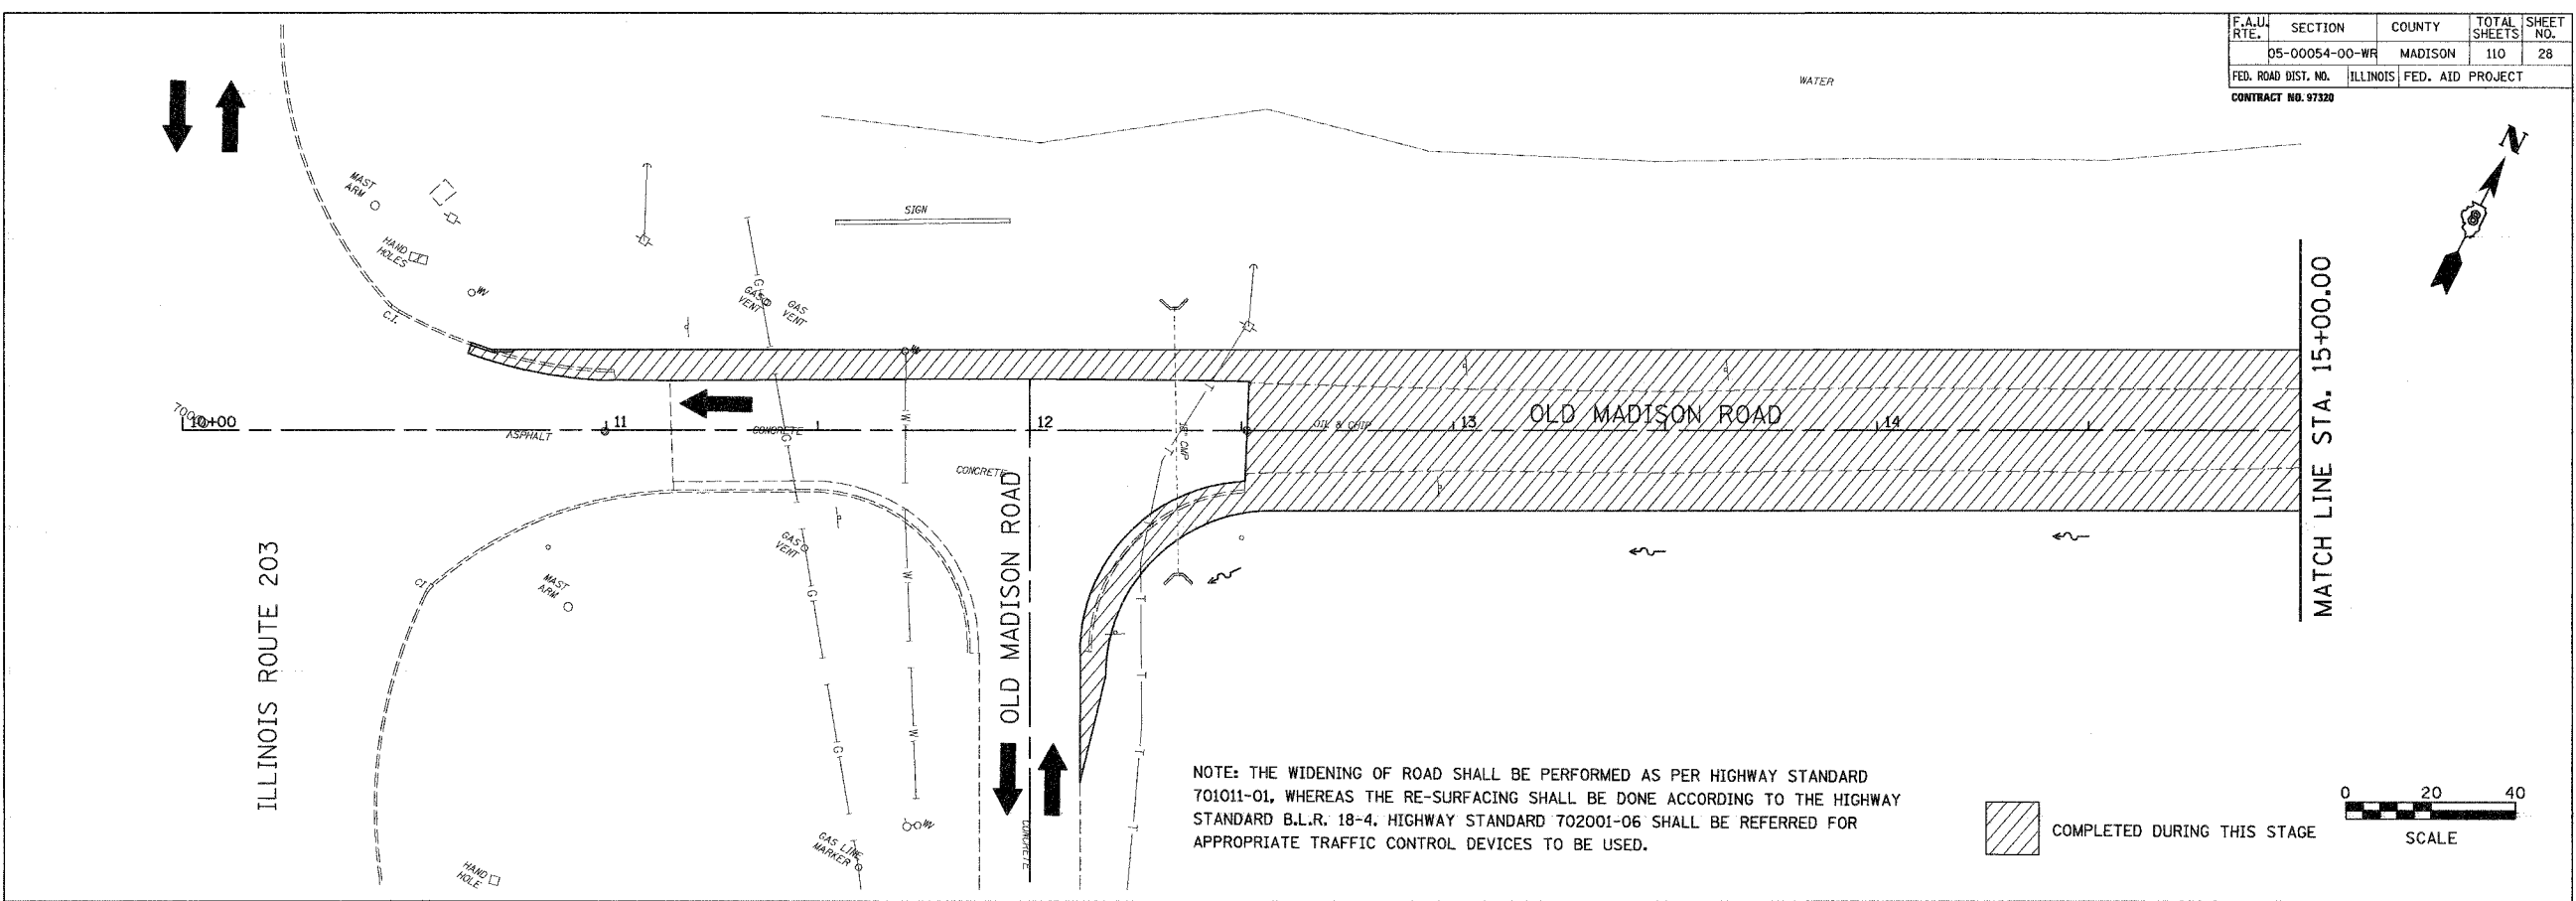 F.A.U. RTE. SECTION COUNTY TOTAL SHEETS SHEET NO.
05-00054-00-WR MADISON 110 28
FED. ROAD DIST. NO. ILLINOIS FED. AID PROJECT
CONTRACT NO. 97320
WATER
N
8
MAST ARM
SIGN
HAND HOLES
W
G
GAS VENT
GAS VENT
C.I.
W
MATCH LINE STA. 15+00.00
10+00
11
12
13
14
OLD MADISON ROAD
ASPHALT
CONCRETE
OIL & CHIP
G
W
T
T
18" CMP
CONCRETE
T
GAS VENT
CI
MAST ARM
ILLINOIS ROUTE 203
OLD MADISON ROAD
G
W
T
T
G
W
T
T
W
GAS LINE MARKER
HAND HOLE
CONCRETE
NOTE: THE WIDENING OF ROAD SHALL BE PERFORMED AS PER HIGHWAY STANDARD
701011-01, WHEREAS THE RE-SURFACING SHALL BE DONE ACCORDING TO THE HIGHWAY
STANDARD B.L.R. 18-4. HIGHWAY STANDARD 702001-06 SHALL BE REFERRED FOR
APPROPRIATE TRAFFIC CONTROL DEVICES TO BE USED.
COMPLETED DURING THIS STAGE
0 20 40
SCALE